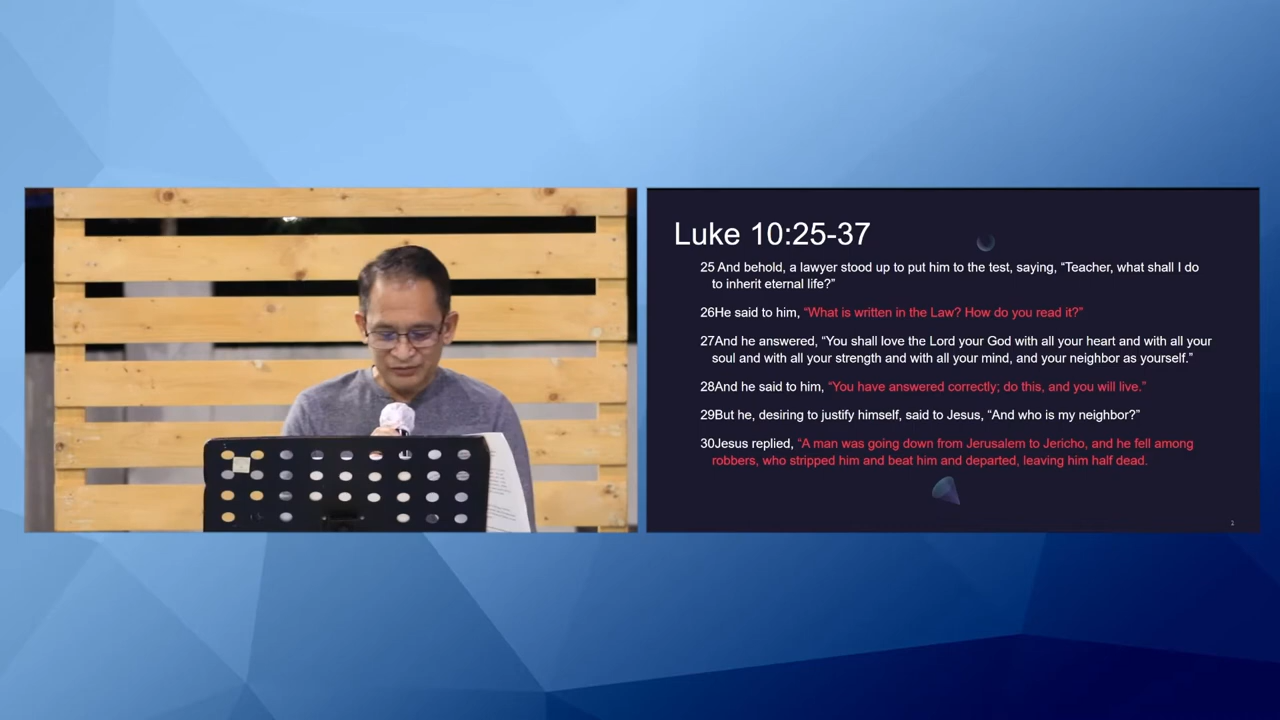 Luke 10:25-37
25 And behold, a lawyer stood up to put him to the test, saying, “Teacher, what shall I do
to inherit eternal life?”
26He said to him, “What is written in the Law? How do you read it?”
27And he answered, “You shall love the Lord your God with all your heart and with all your
soul and with all your strength and with all your mind, and your neighbor as yourself.”
28And he said to him, “You have answered correctly; do this, and you will live.”
29But he, desiring to justify himself, said to Jesus, “And who is my neighbor?”
30Jesus replied, “A man was going down from Jerusalem to Jericho, and he fell among
robbers, who stripped him and beat him and departed, leaving him half dead.